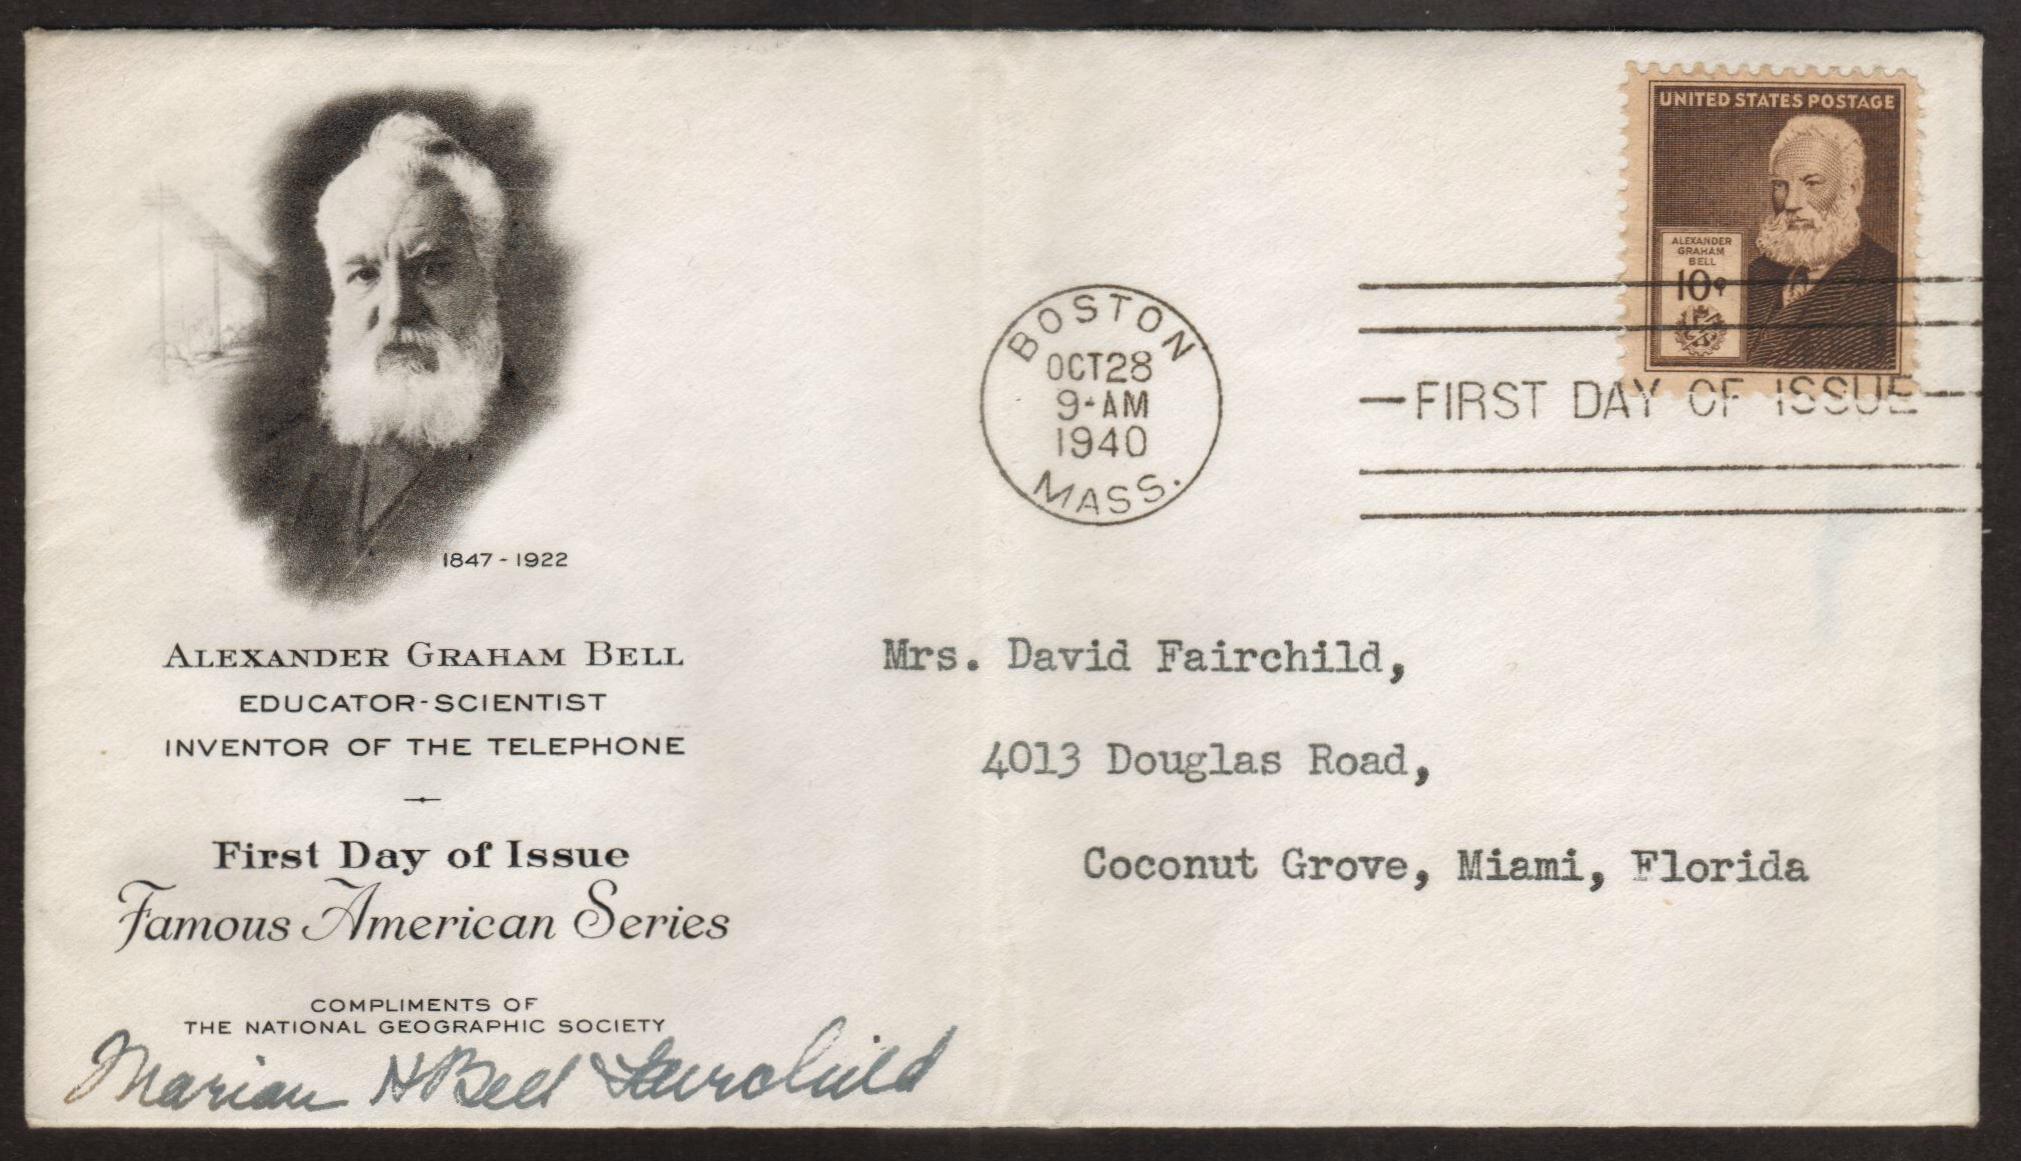 UNITED STATES POSTAGE
ALEXANDER
GRAHAM
BELL
10¢
BOSTON
OCT 28
9-AM
1940
MASS.
FIRST DAY OF ISSUE
1847 - 1922
ALEXANDER GRAHAM BELL
EDUCATOR-SCIENTIST
INVENTOR OF THE TELEPHONE
First Day of Issue
Famous American Series
COMPLIMENTS OF
THE NATIONAL GEOGRAPHIC SOCIETY
Marian H Bell Fairchild
Mrs. David Fairchild,
4013 Douglas Road,
Coconut Grove, Miami, Florida